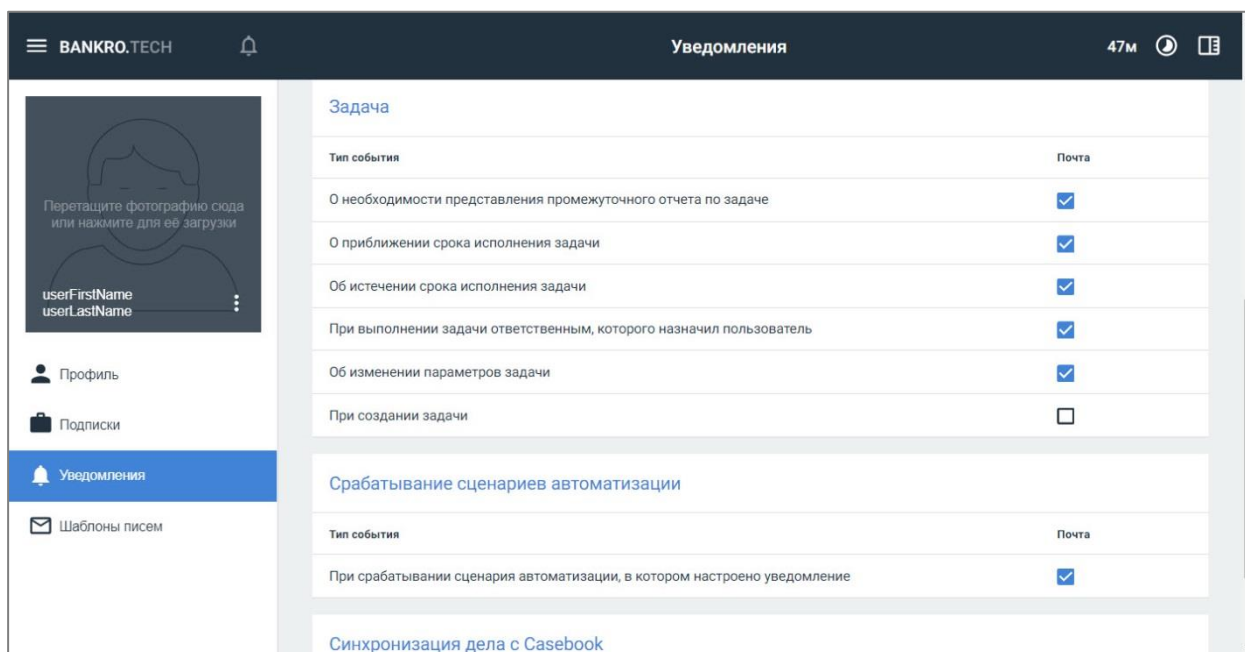 BANKRO.TECH
Уведомления
47м
Перетащите фотографию сюда
или нажмите для её загрузки
userFirstName
userLastName
Профиль
Подписки
Уведомления
Шаблоны писем
Задача
Тип события Почта
О необходимости представления промежуточного отчета по задаче
О приближении срока исполнения задачи
Об истечении срока исполнения задачи
При выполнении задачи ответственным, которого назначил пользователь
Об изменении параметров задачи
При создании задачи
Срабатывание сценариев автоматизации
Тип события Почта
При срабатывании сценария автоматизации, в котором настроено уведомление
Синхронизация дела с Casebook